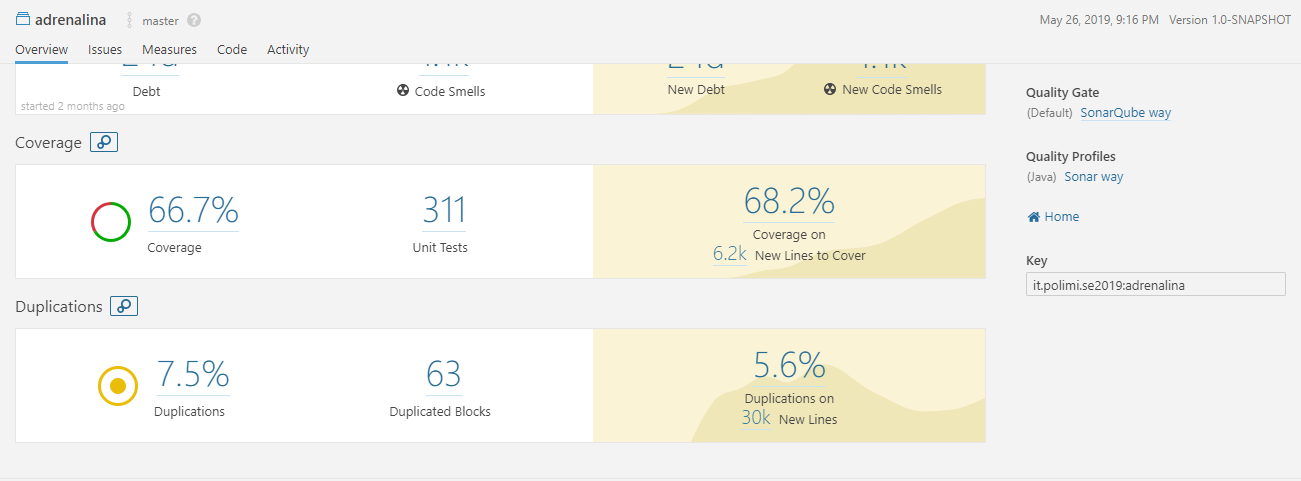 adrenalina master ? May 26, 2019, 9:16 PM Version 1.0-SNAPSHOT
Overview Issues Measures Code Activity
Debt
Code Smells
New Debt
New Code Smells
started 2 months ago
Coverage
66.7%
Coverage
311
Unit Tests
68.2%
Coverage on
6.2k New Lines to Cover
Duplications
7.5%
Duplications
63
Duplicated Blocks
5.6%
Duplications on
30k New Lines
Quality Gate
(Default) SonarQube way
Quality Profiles
(Java) Sonar way
Home
Key
it.polimi.se2019:adrenalina